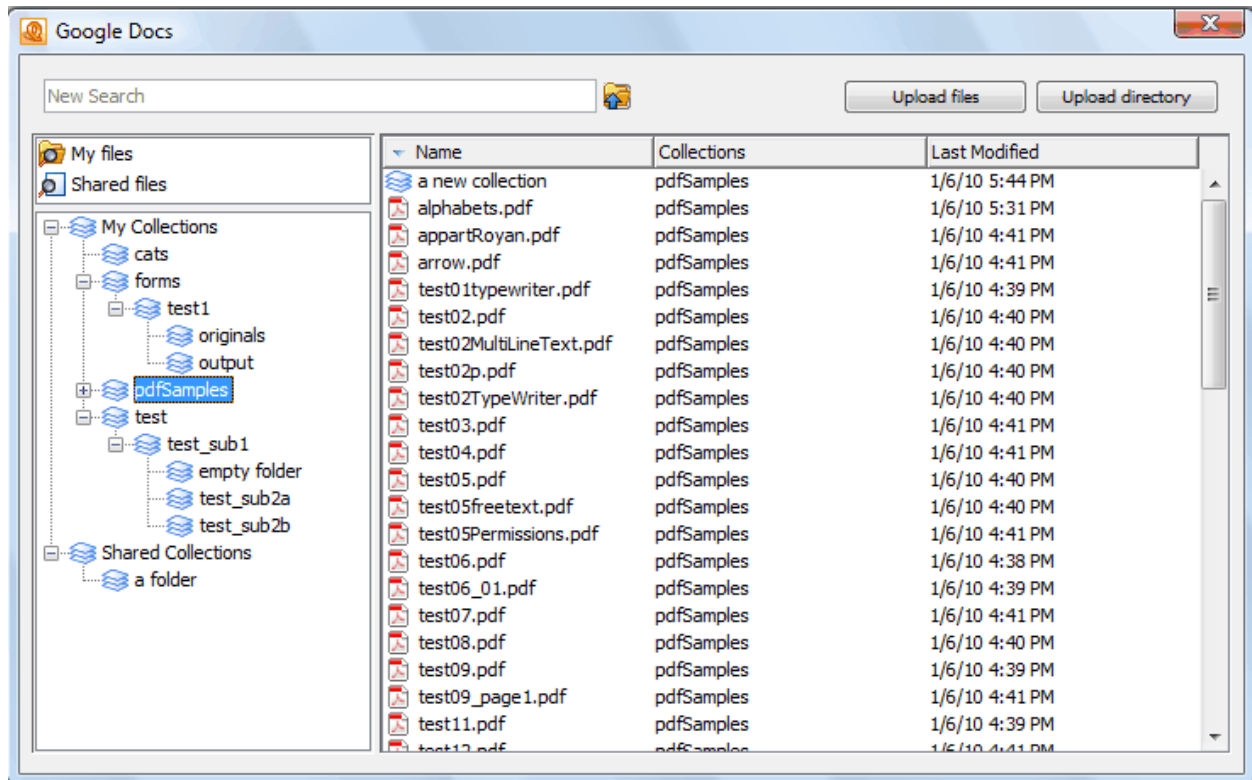 Google Docs
New Search
Upload files
Upload directory
My files
Shared files
My Collections
cats
forms
test1
originals
output
pdfSamples
test
test_sub1
empty folder
test_sub2a
test_sub2b
Shared Collections
a folder
Name Collections Last Modified
a new collection pdfSamples 1/6/10 5:44 PM
alphabets.pdf pdfSamples 1/6/10 5:31 PM
appartRoyan.pdf pdfSamples 1/6/10 4:41 PM
arrow.pdf pdfSamples 1/6/10 4:41 PM
test01typewriter.pdf pdfSamples 1/6/10 4:39 PM
test02.pdf pdfSamples 1/6/10 4:40 PM
test02MultiLineText.pdf pdfSamples 1/6/10 4:40 PM
test02p.pdf pdfSamples 1/6/10 4:40 PM
test02TypeWriter.pdf pdfSamples 1/6/10 4:40 PM
test03.pdf pdfSamples 1/6/10 4:41 PM
test04.pdf pdfSamples 1/6/10 4:41 PM
test05.pdf pdfSamples 1/6/10 4:40 PM
test05freetext.pdf pdfSamples 1/6/10 4:40 PM
test05Permissions.pdf pdfSamples 1/6/10 4:41 PM
test06.pdf pdfSamples 1/6/10 4:38 PM
test06_01.pdf pdfSamples 1/6/10 4:39 PM
test07.pdf pdfSamples 1/6/10 4:41 PM
test08.pdf pdfSamples 1/6/10 4:40 PM
test09.pdf pdfSamples 1/6/10 4:39 PM
test09_page1.pdf pdfSamples 1/6/10 4:41 PM
test11.pdf pdfSamples 1/6/10 4:39 PM
test12.pdf pdfSamples 1/6/10 4:41 PM